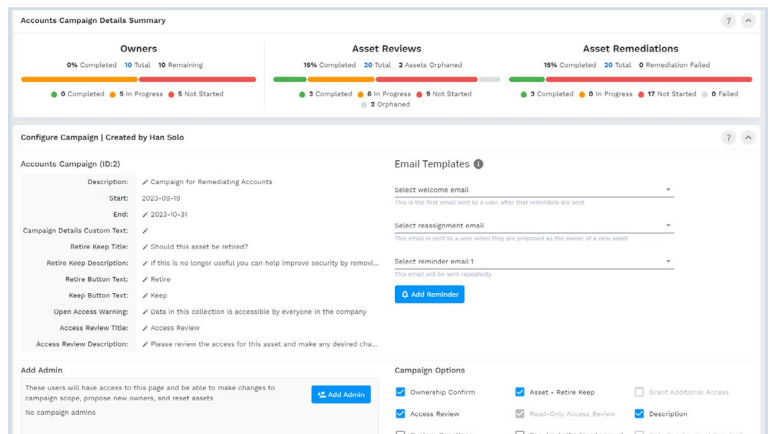 Accounts Campaign Details Summary
?
Owners
0% Completed 10 Total 10 Remaining
0 Completed 5 In Progress 5 Not Started
Asset Reviews
15% Completed 20 Total 2 Assets Orphaned
3 Completed 6 In Progress 9 Not Started
2 Orphaned
Asset Remediations
15% Completed 20 Total 0 Remediation Failed
3 Completed 0 In Progress 17 Not Started 0 Failed
Configure Campaign | Created by Han Solo
?
Accounts Campaign (ID:2)
Description: Campaign for Remediating Accounts
Start: 2023-09-19
End: 2023-10-31
Campaign Details Custom Text:
Retire Keep Title: Should this asset be retired?
Retire Keep Description: If this is no longer useful you can help improve security by removi...
Retire Button Text: Retire
Keep Button Text: Keep
Open Access Warning: Data in this collection is accessible by everyone in the company
Access Review Title: Access Review
Access Review Description: Please review the access for this asset and make any desired cha...
Email Templates i
Select welcome email
This is the first email sent to a user, after that reminders are sent
Select reassignment email
This email is sent to a user when they are proposed as the owner of a new asset
Select reminder email 1
This email will be sent repeatedly
Add Reminder
Add Admin
These users will have access to this page and be able to make changes to
campaign scope, propose new owners, and reset assets
Add Admin
No campaign admins
Campaign Options
Ownership Confirm
Asset - Retire Keep
Grant Additional Access
Access Review
Read-Only Access Review
Description